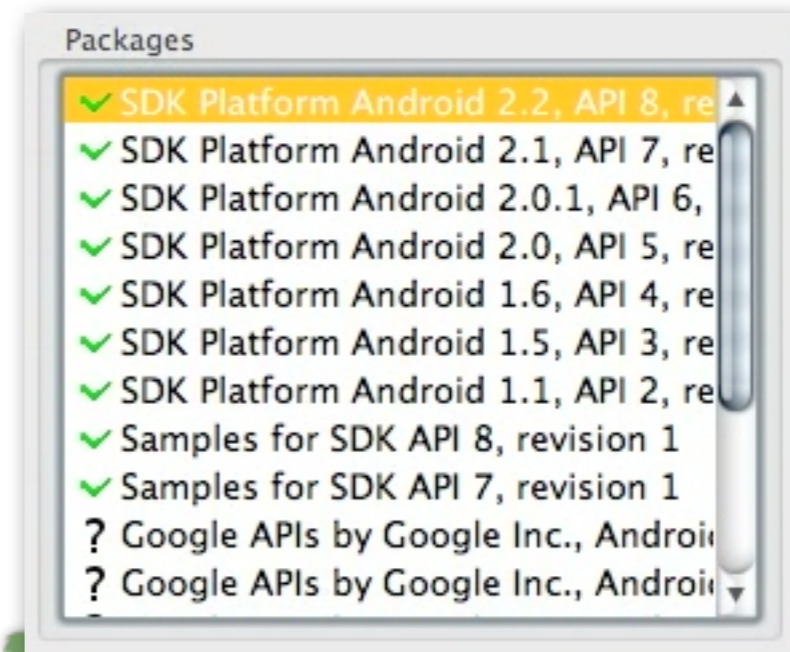 Packages
SDK Platform Android 2.2, API 8, re
SDK Platform Android 2.1, API 7, re
SDK Platform Android 2.0.1, API 6,
SDK Platform Android 2.0, API 5, re
SDK Platform Android 1.6, API 4, re
SDK Platform Android 1.5, API 3, re
SDK Platform Android 1.1, API 2, re
Samples for SDK API 8, revision 1
Samples for SDK API 7, revision 1
? Google APIs by Google Inc., Androi
? Google APIs by Google Inc., Androi